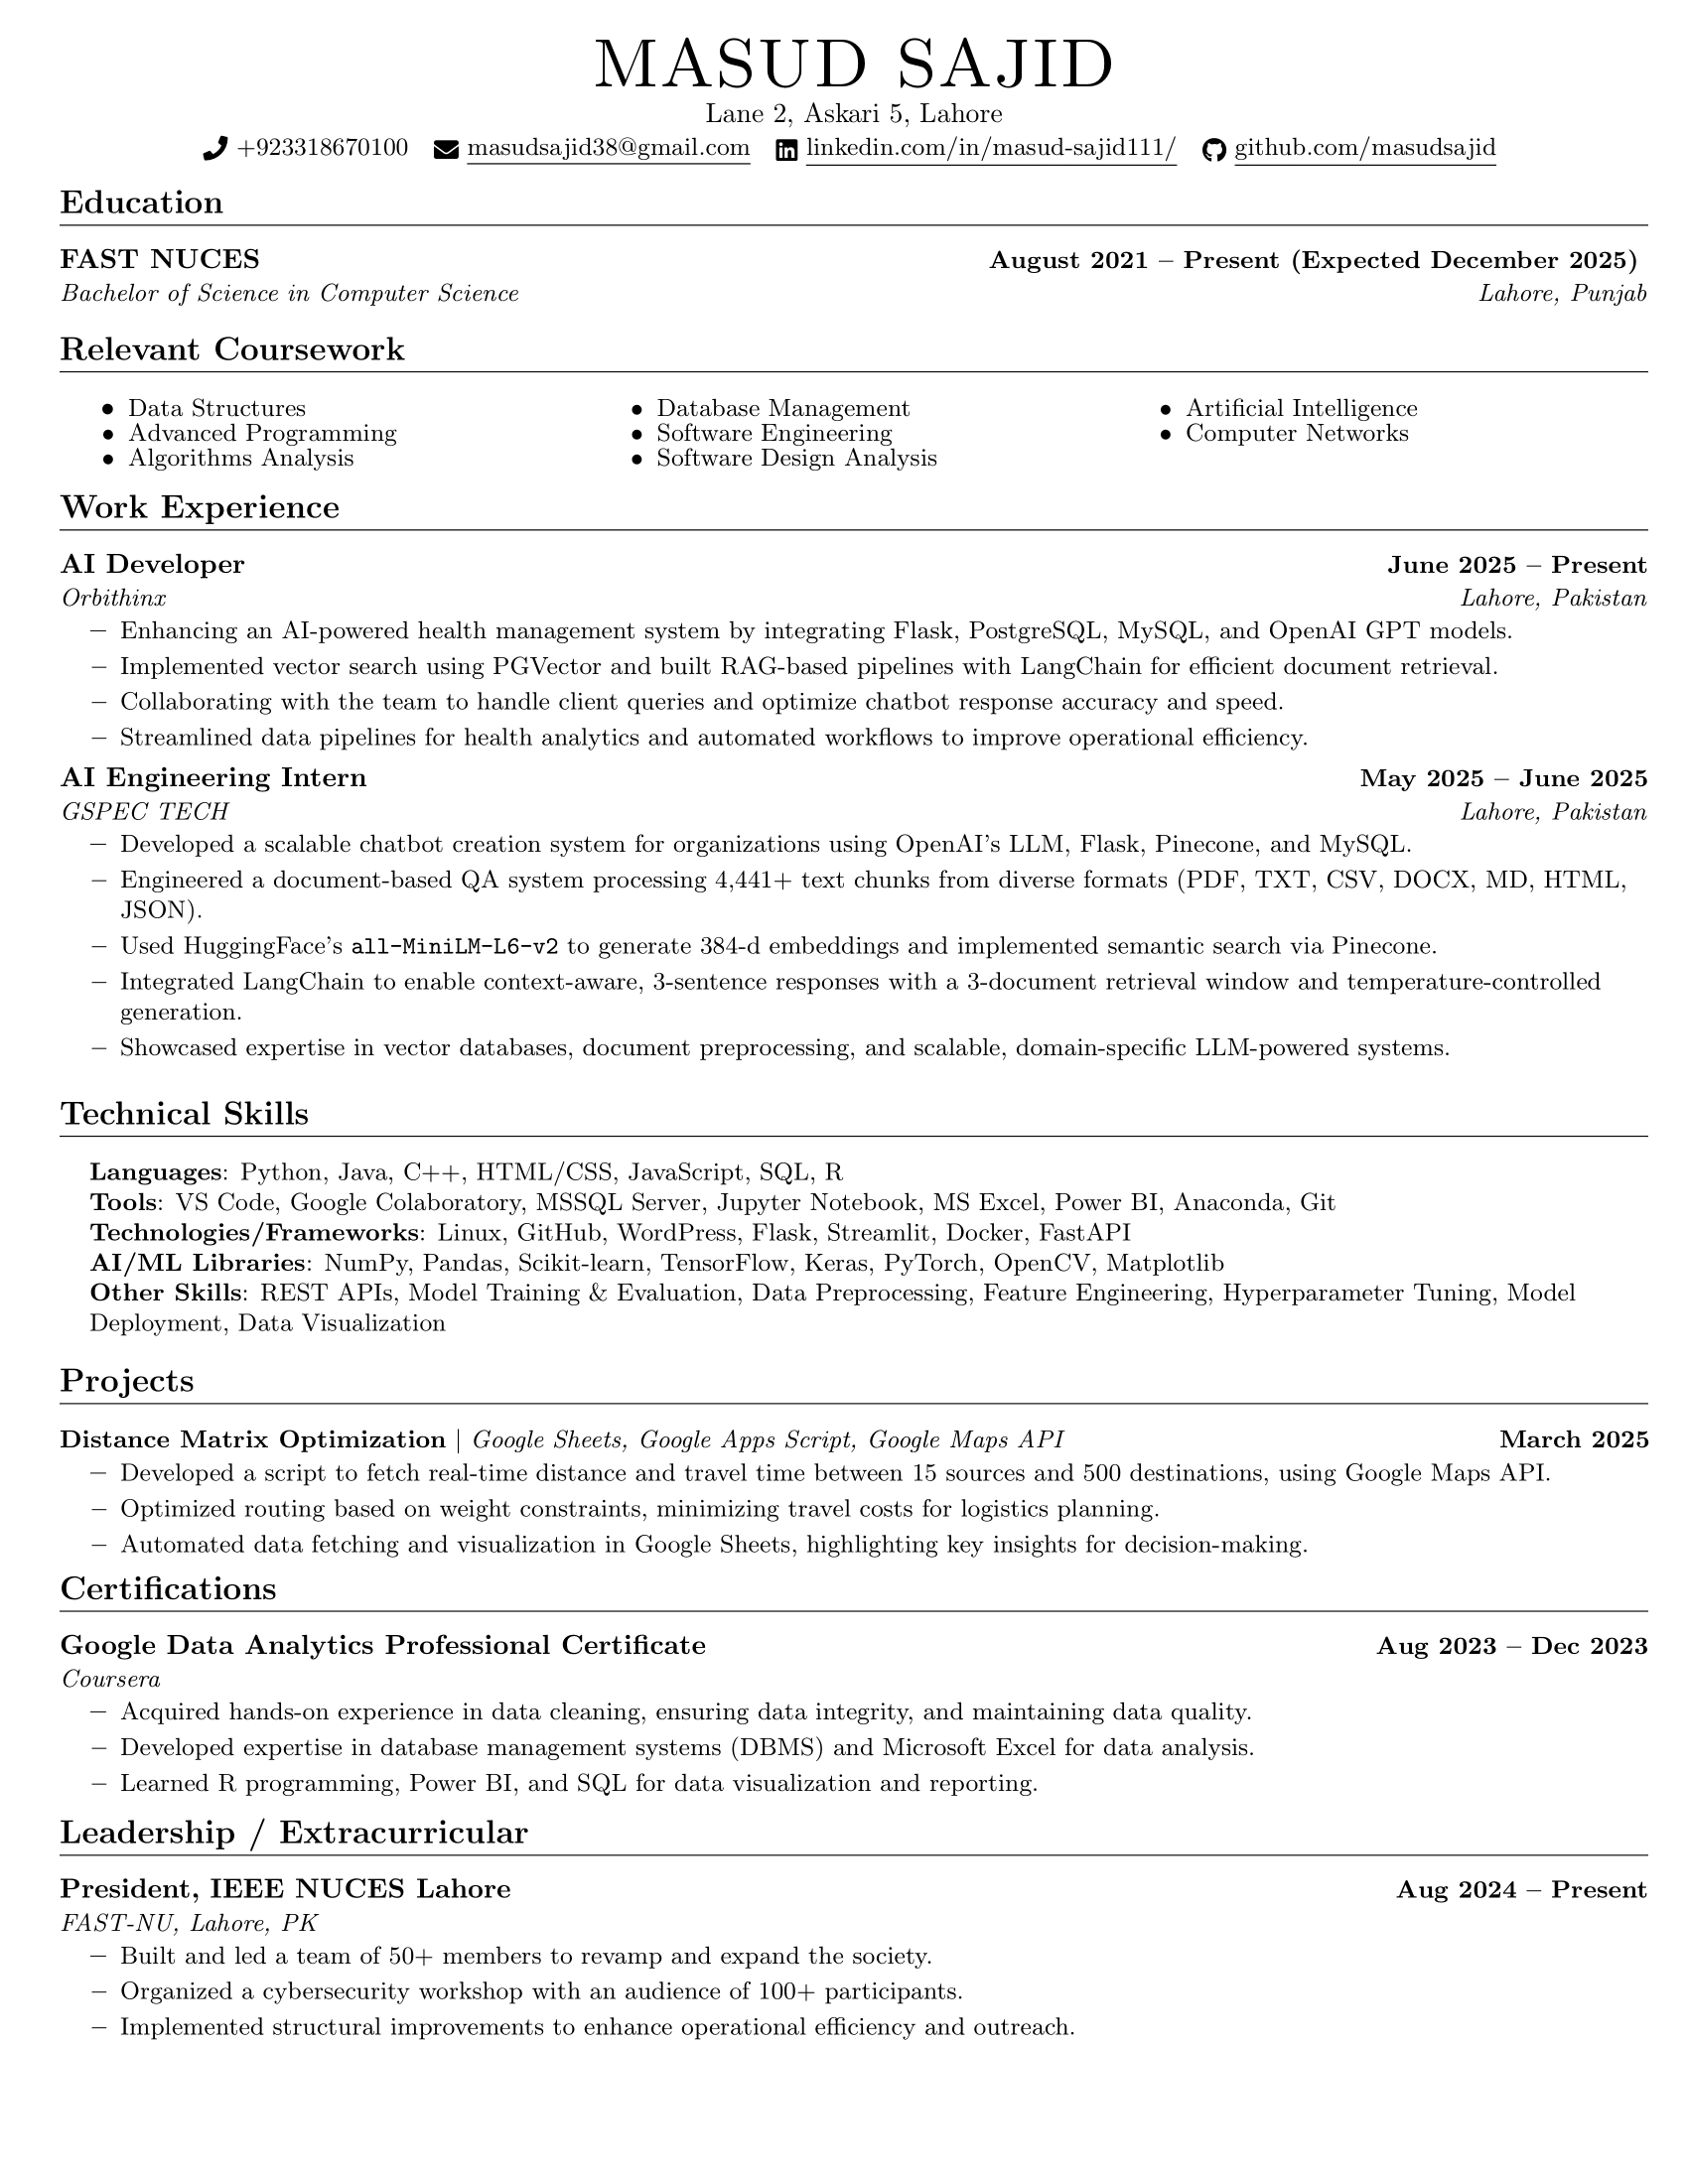 MASUD SAJID
Lane 2, Askari 5, Lahore
+923318670100 masudsajid38@gmail.com linkedin.com/in/masud-sajid111/ github.com/masudsajid
Education
FAST NUCES August 2021 – Present (Expected December 2025)
Bachelor of Science in Computer Science Lahore, Punjab
Relevant Coursework
• Data Structures
• Advanced Programming
• Algorithms Analysis
• Database Management
• Software Engineering
• Software Design Analysis
• Artificial Intelligence
• Computer Networks
Work Experience
AI Developer June 2025 – Present
Orbithinx Lahore, Pakistan
– Enhancing an AI-powered health management system by integrating Flask, PostgreSQL, MySQL, and OpenAI GPT models.
– Implemented vector search using PGVector and built RAG-based pipelines with LangChain for efficient document retrieval.
– Collaborating with the team to handle client queries and optimize chatbot response accuracy and speed.
– Streamlined data pipelines for health analytics and automated workflows to improve operational efficiency.
AI Engineering Intern May 2025 – June 2025
GSPEC TECH Lahore, Pakistan
– Developed a scalable chatbot creation system for organizations using OpenAI's LLM, Flask, Pinecone, and MySQL.
– Engineered a document-based QA system processing 4,441+ text chunks from diverse formats (PDF, TXT, CSV, DOCX, MD, HTML,
JSON).
– Used HuggingFace's all-MiniLM-L6-v2 to generate 384-d embeddings and implemented semantic search via Pinecone.
– Integrated LangChain to enable context-aware, 3-sentence responses with a 3-document retrieval window and temperature-controlled
generation.
– Showcased expertise in vector databases, document preprocessing, and scalable, domain-specific LLM-powered systems.
Technical Skills
Languages: Python, Java, C++, HTML/CSS, JavaScript, SQL, R
Tools: VS Code, Google Colaboratory, MSSQL Server, Jupyter Notebook, MS Excel, Power BI, Anaconda, Git
Technologies/Frameworks: Linux, GitHub, WordPress, Flask, Streamlit, Docker, FastAPI
AI/ML Libraries: NumPy, Pandas, Scikit-learn, TensorFlow, Keras, PyTorch, OpenCV, Matplotlib
Other Skills: REST APIs, Model Training & Evaluation, Data Preprocessing, Feature Engineering, Hyperparameter Tuning, Model
Deployment, Data Visualization
Projects
Distance Matrix Optimization | Google Sheets, Google Apps Script, Google Maps API March 2025
– Developed a script to fetch real-time distance and travel time between 15 sources and 500 destinations, using Google Maps API.
– Optimized routing based on weight constraints, minimizing travel costs for logistics planning.
– Automated data fetching and visualization in Google Sheets, highlighting key insights for decision-making.
Certifications
Google Data Analytics Professional Certificate Aug 2023 – Dec 2023
Coursera
– Acquired hands-on experience in data cleaning, ensuring data integrity, and maintaining data quality.
– Developed expertise in database management systems (DBMS) and Microsoft Excel for data analysis.
– Learned R programming, Power BI, and SQL for data visualization and reporting.
Leadership / Extracurricular
President, IEEE NUCES Lahore Aug 2024 – Present
FAST-NU, Lahore, PK
– Built and led a team of 50+ members to revamp and expand the society.
– Organized a cybersecurity workshop with an audience of 100+ participants.
– Implemented structural improvements to enhance operational efficiency and outreach.